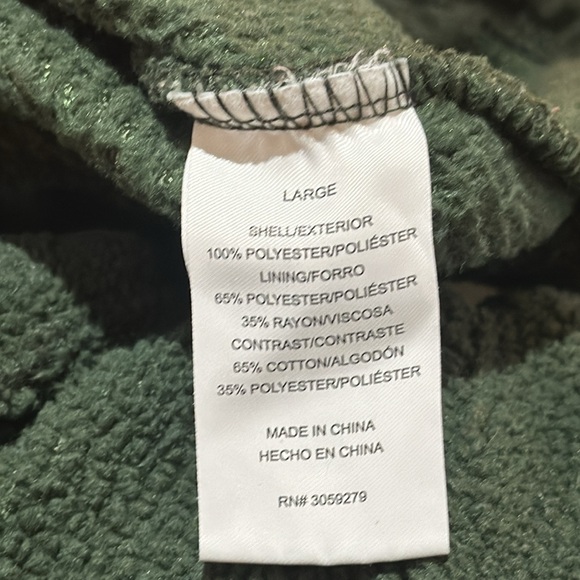 LARGE
SHELL/EXTERIOR
100% POLYESTER/POLIÉSTER
LINING/FORRO
65% POLYESTER/POLIÉSTER
35% RAYON/VISCOSA
CONTRAST/CONTRASTE
65% COTTON/ALGODÓN
35% POLYESTER/POLIÉSTER
MADE IN CHINA
HECHO EN CHINA
RN# 3059279